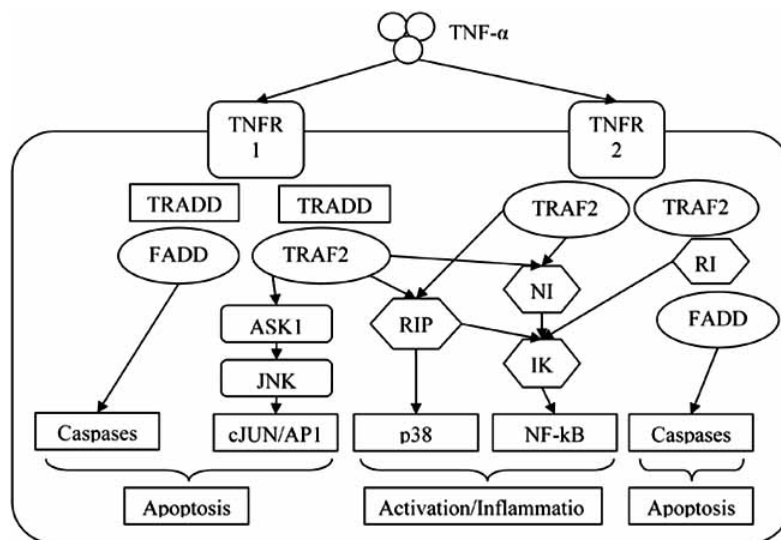 TNF-α
TNFR
1
TNFR
2
TRADD
TRADD
TRAF2
TRAF2
FADD
TRAF2
NI
RI
ASK1
RIP
FADD
JNK
IK
Caspases
cJUN/AP1
p38
NF-kB
Caspases
Apoptosis
Activation/Inflammatio
Apoptosis